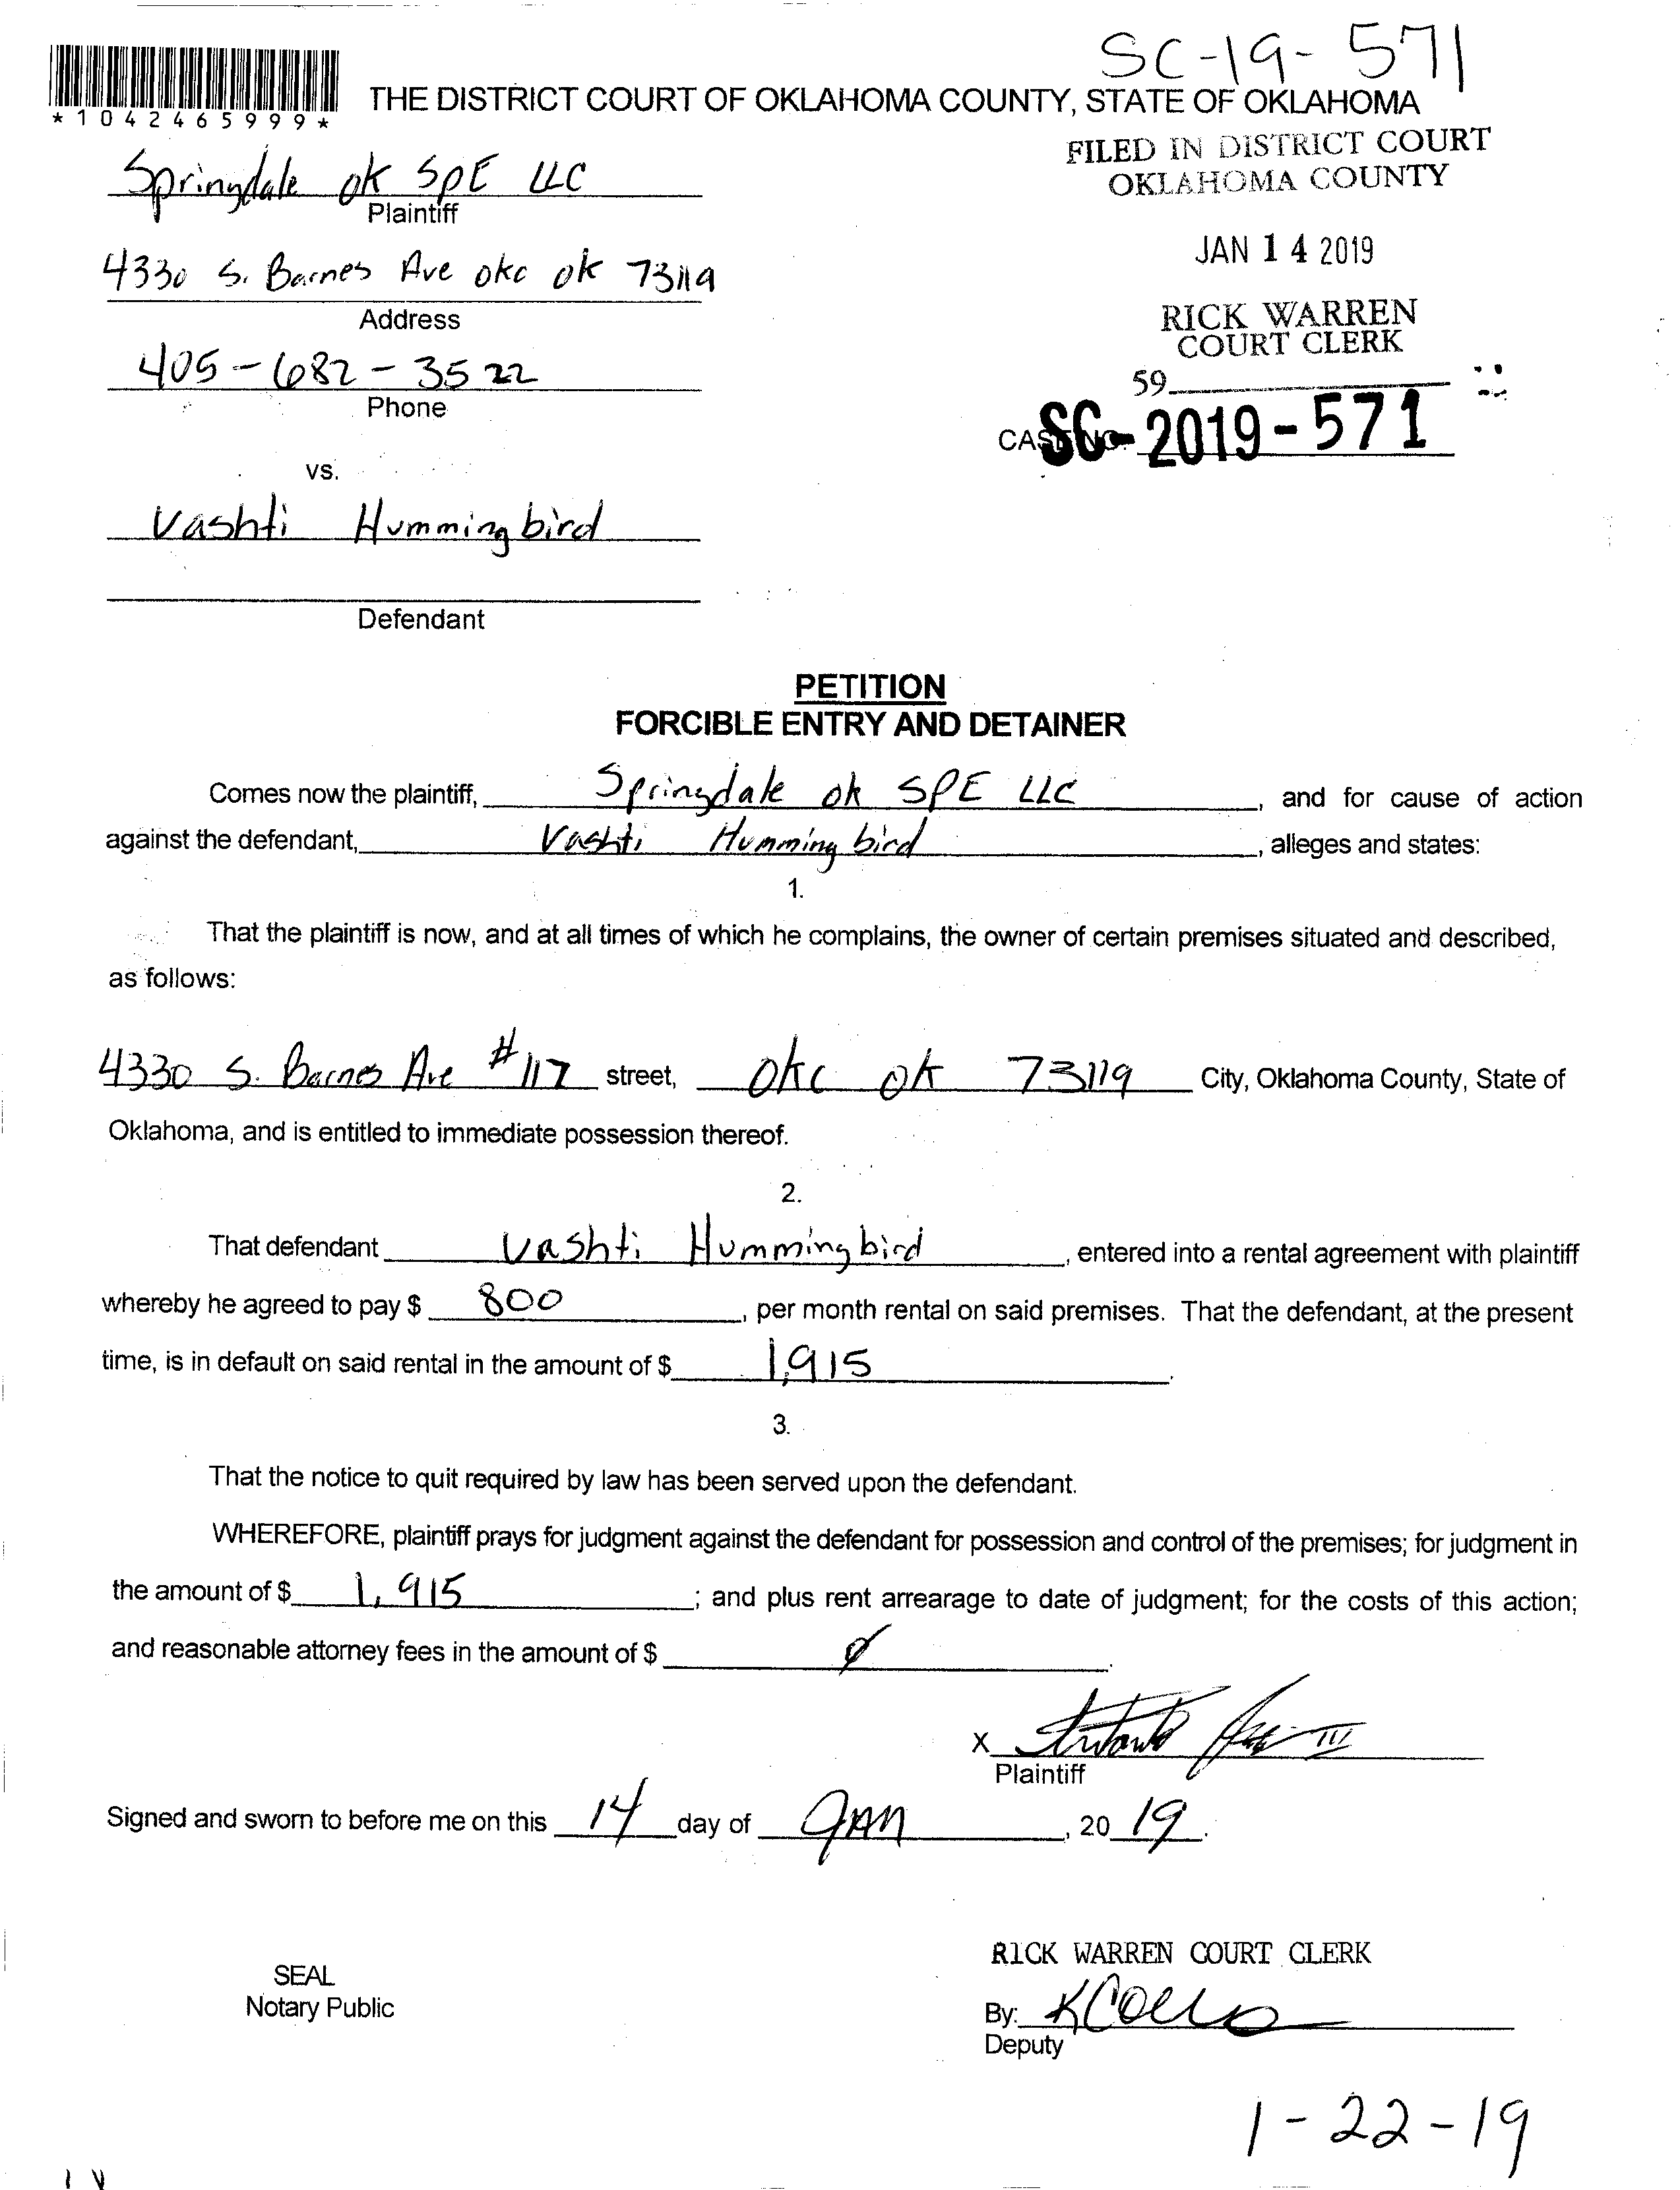 SC-19-571
*1042465999*
THE DISTRICT COURT OF OKLAHOMA COUNTY, STATE OF OKLAHOMA
FILED IN DISTRICT COURT
OKLAHOMA COUNTY
Springdale ok SPE LLC
Plaintiff
JAN 14 2019
4330 S. Barnes Ave okc ok 73119
Address
RICK WARREN
COURT CLERK
405-682-3522
Phone
59
CASE NO. SC-2019-571
vs.
Vashti Hummingbird
Defendant
PETITION
FORCIBLE ENTRY AND DETAINER
Comes now the plaintiff, Springdale ok SPE LLC, and for cause of action
against the defendant, Vashti Hummingbird, alleges and states:
1.
That the plaintiff is now, and at all times of which he complains, the owner of certain premises situated and described,
as follows:
4330 S. Barnes Ave #117 street, okc ok 73119 City, Oklahoma County, State of
Oklahoma, and is entitled to immediate possession thereof.
2.
That defendant Vashti Hummingbird, entered into a rental agreement with plaintiff
whereby he agreed to pay $ 800, per month rental on said premises. That the defendant, at the present
time, is in default on said rental in the amount of $ 1,915.
3.
That the notice to quit required by law has been served upon the defendant.
WHEREFORE, plaintiff prays for judgment against the defendant for possession and control of the premises; for judgment in
the amount of $ 1,915; and plus rent arrearage to date of judgment; for the costs of this action;
and reasonable attorney fees in the amount of $ Ø.
X
Plaintiff
Signed and sworn to before me on this 14 day of Jan, 20 19.
RICK WARREN COURT CLERK
SEAL
Notary Public
By:
Deputy
1-22-19